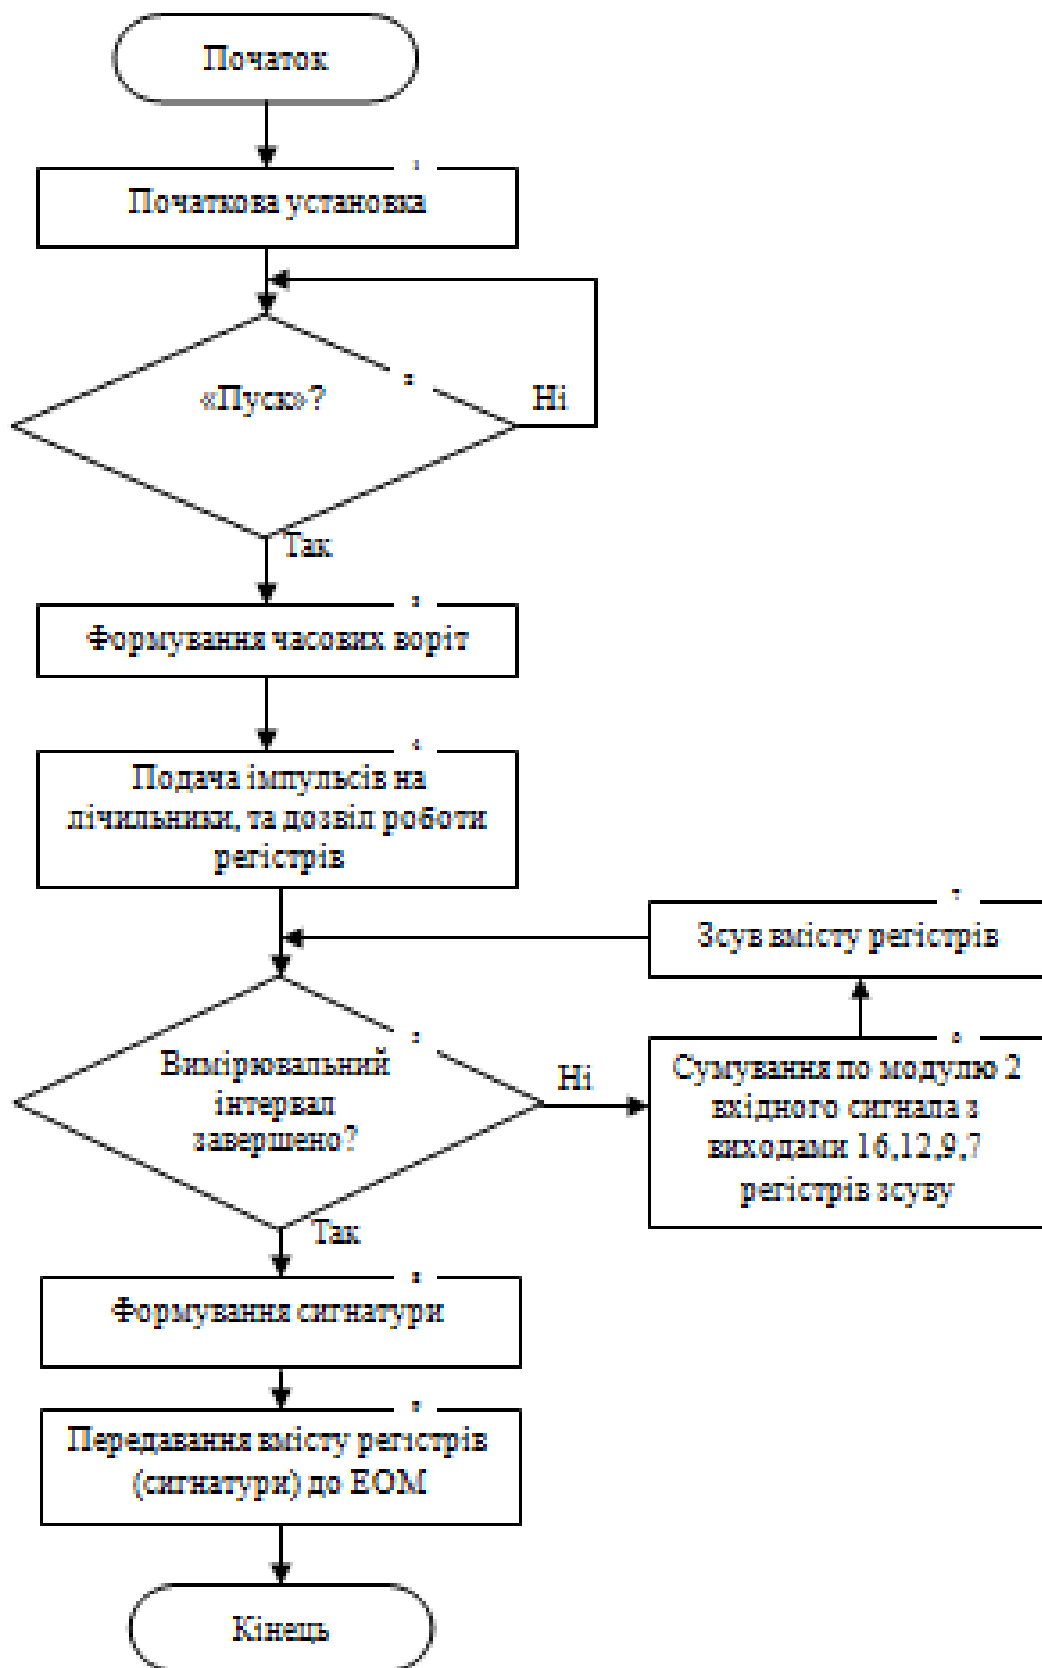 Початок
Початкова установка
«Пуск»?
Ні
Так
Формування часових воріт
Подача імпульсів на
лічильники, та дозвіл роботи
регістрів
Зсув вмісту регістрів
Вимірювальний
інтервал
завершено?
Ні
Сумування по модулю 2
вхідного сигнала з
виходами 16,12,9,7
регістрів зсуву
Так
Формування сигнатури
Передавання вмісту регістрів
(сигнатури) до ЕОМ
Кінець